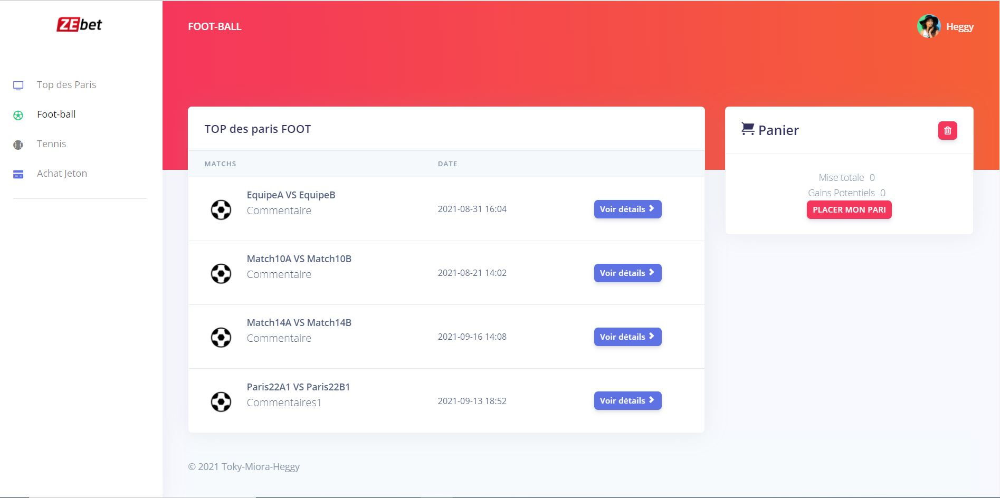 ZEbet
FOOT-BALL
Heggy
Top des Paris
Foot-ball
Tennis
Achat Jeton
TOP des paris FOOT
MATCHS DATE
EquipeA VS EquipeB
Commentaire
2021-08-31 16:04
Voir détails
Match10A VS Match10B
Commentaire
2021-08-21 14:02
Voir détails
Match14A VS Match14B
Commentaire
2021-09-16 14:08
Voir détails
Paris22A1 VS Paris22B1
Commentaires1
2021-09-13 18:52
Voir détails
Panier
Mise totale 0
Gains Potentiels 0
PLACER MON PARI
© 2021 Toky-Miora-Heggy